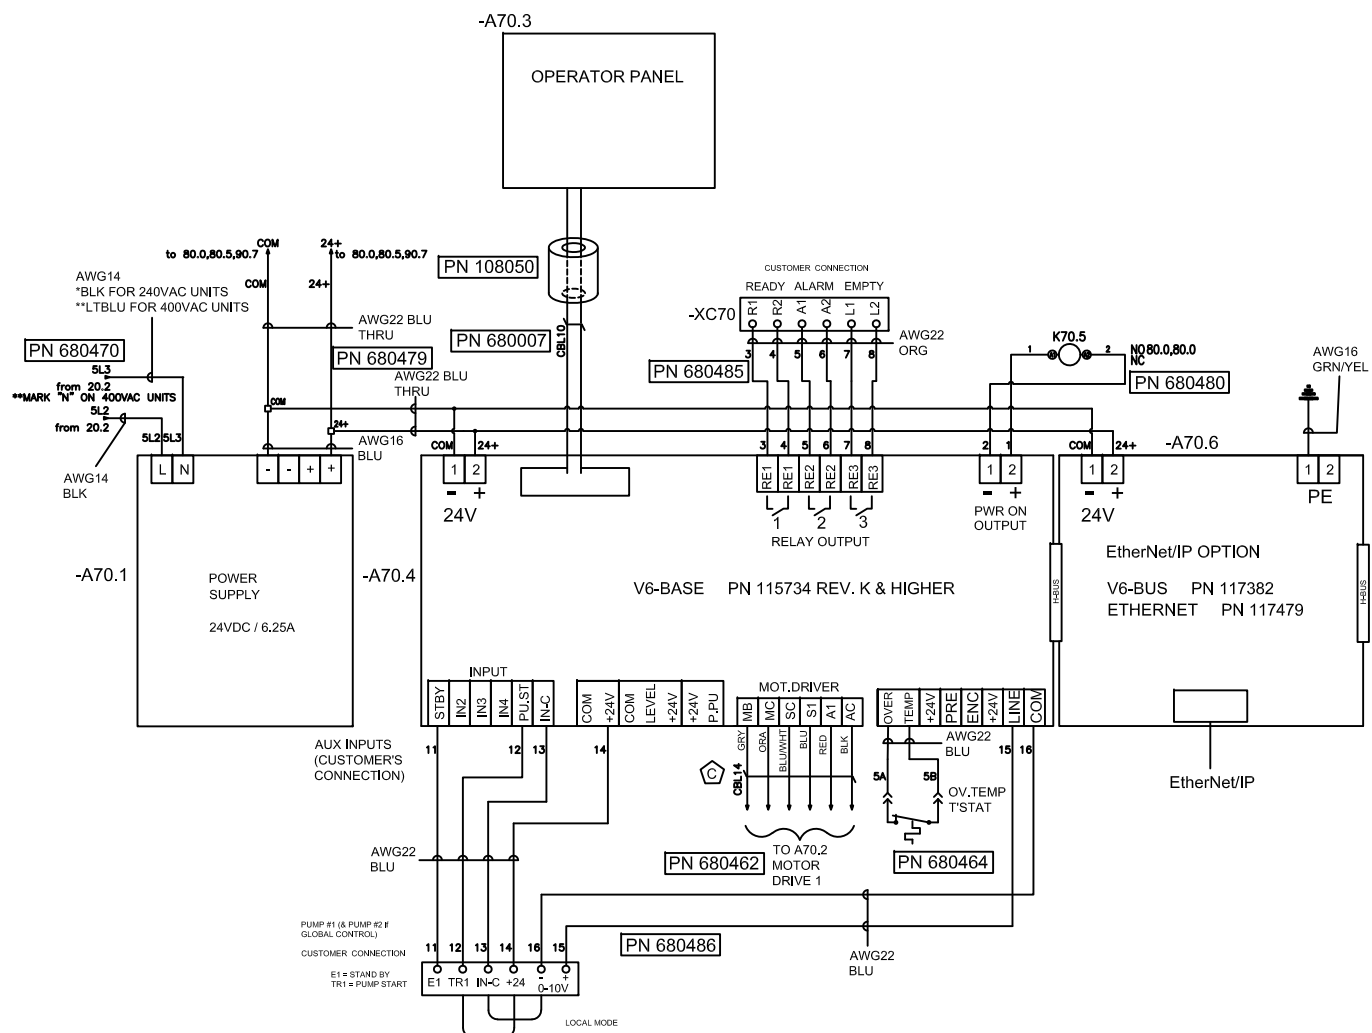 -A70.3
OPERATOR PANEL
COM
24+
to 80.0,80.5,90.7
to 80.0,80.5,90.7
PN 108050
COM
24+
AWG14
*BLK FOR 240VAC UNITS
**LTBLU FOR 400VAC UNITS
CUSTOMER CONNECTION
READY ALARM EMPTY
-XC70
R1 R2 A1 A2 L1 L2
3 4 5 6 7 8
AWG22
ORG
AWG22 BLU
THRU
PN 680007
CBL10
PN 680470
PN 680479
PN 680485
K70.5
1 2
NO 80.0,80.0
NC
PN 680480
AWG16
GRN/YEL
5L3
from 20.2
**MARK "N" ON 400VAC UNITS
AWG22 BLU
THRU
5L2
from 20.2
COM
24+
5L2 5L3
AWG16
BLU
COM 24+
3 4 5 6 7 8
2 1
COM 24+
-A70.6
AWG14
BLK
L N
- - + +
1 2
- +
24V
RE1 RE1 RE2 RE2 RE3 RE3
1 2 3
RELAY OUTPUT
1 2
- +
PWR ON
OUTPUT
1 2
- +
24V
1 2
PE
-A70.1
POWER
SUPPLY
24VDC / 6.25A
-A70.4
V6-BASE PN 115734 REV. K & HIGHER
H-BUS
EtherNet/IP OPTION
V6-BUS PN 117382
ETHERNET PN 117479
H-BUS
INPUT
STBY IN2 IN3 IN4 PU.ST IN-C
COM +24V COM LEVEL +24V +24V P.PU
MOT.DRIVER
MB MC SC S1 A1 AC
OVER TEMP +24V PRE ENC +24V LINE COM
AUX INPUTS
(CUSTOMER'S
CONNECTION)
11 12 13 14
GRY ORA BLU/WHT BLU RED BLK
AWG22
BLU
15 16
C
CBL14
5A 5B
OV.TEMP
T'STAT
EtherNet/IP
AWG22
BLU
PN 680462
TO A70.2
MOTOR
DRIVE 1
PN 680464
PUMP #1 (& PUMP #2 if
GLOBAL CONTROL)
CUSTOMER CONNECTION
11 12 13 14 16 15
PN 680486
AWG22
BLU
E1 = STAND BY
TR1 = PUMP START
E1 TR1 IN-C +24 - +
0-10V
LOCAL MODE